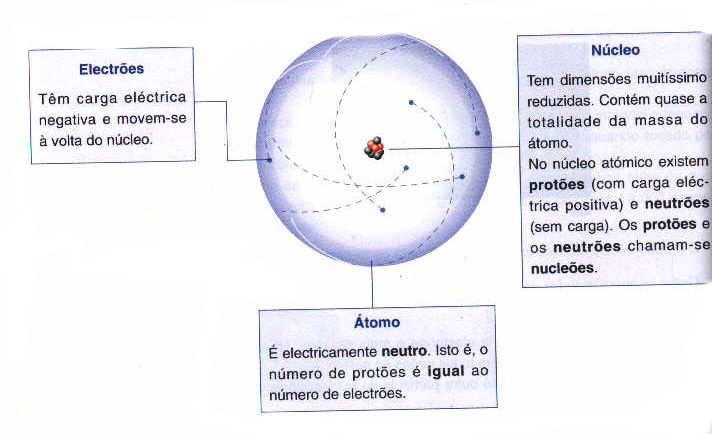 Electrões
Têm carga eléctrica
negativa e movem-se
à volta do núcleo.
Núcleo
Tem dimensões muitíssimo
reduzidas. Contém quase a
totalidade da massa do
átomo.
No núcleo atómico existem
protões (com carga eléc-
trica positiva) e neutrões
(sem carga). Os protões e
os neutrões chamam-se
nucleões.
Átomo
É electricamente neutro. Isto é, o
número de protões é igual ao
número de electrões.